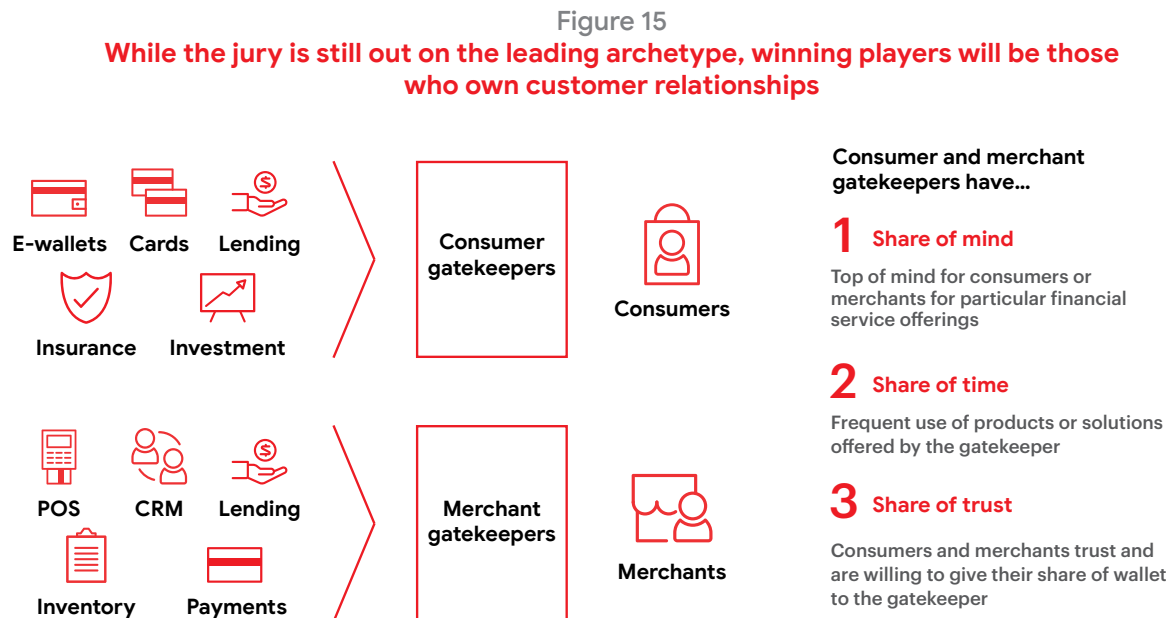 Figure 15
While the jury is still out on the leading archetype, winning players will be those
who own customer relationships
E-wallets
Cards
Lending
Insurance
Investment
Consumer
gatekeepers
Consumers
POS
CRM
Lending
Inventory
Payments
Merchant
gatekeepers
Merchants
Consumer and merchant
gatekeepers have...
1 Share of mind
Top of mind for consumers or
merchants for particular financial
service offerings
2 Share of time
Frequent use of products or solutions
offered by the gatekeeper
3 Share of trust
Consumers and merchants trust and
are willing to give their share of wallet
to the gatekeeper